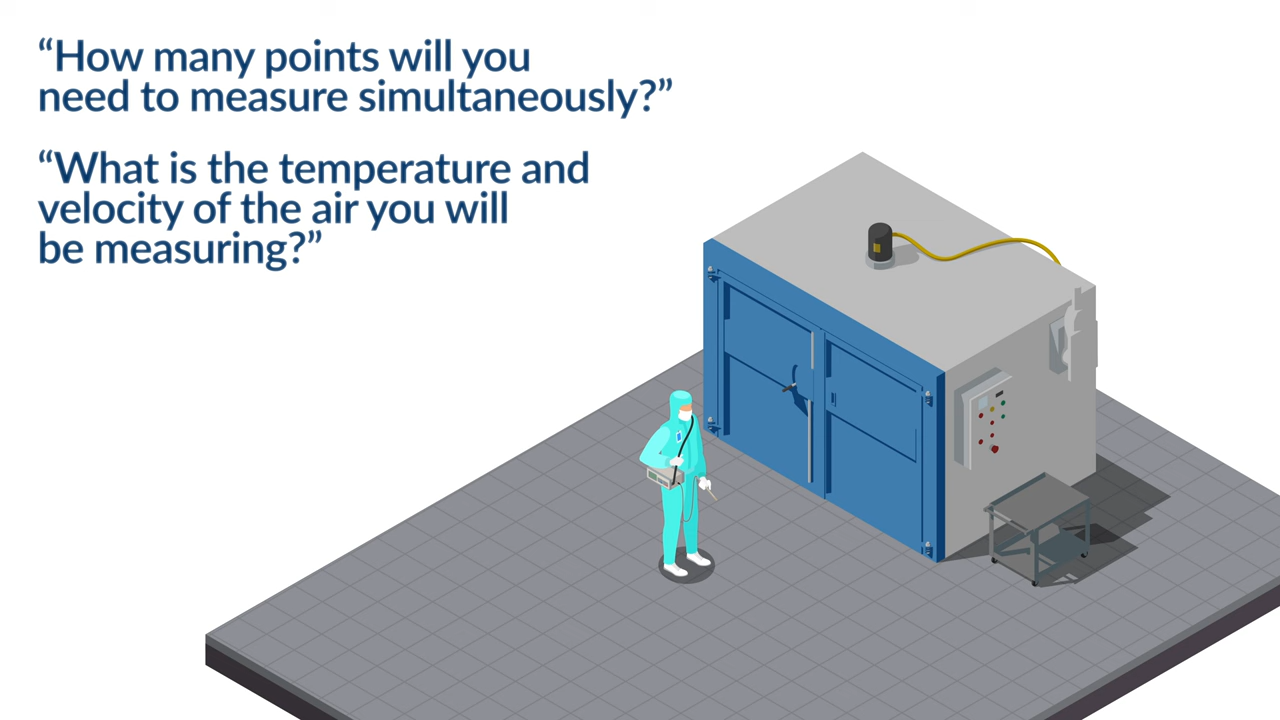 “How many points will you
need to measure simultaneously?”
“What is the temperature and
velocity of the air you will
be measuring?”